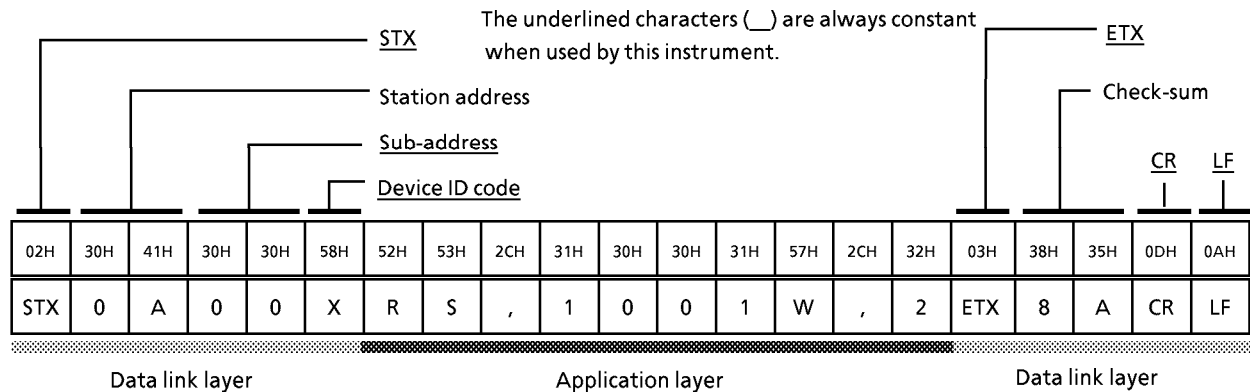 The underlined characters (__) are always constant
when used by this instrument.
STX
ETX
Station address
Check-sum
Sub-address
CR LF
Device ID code
02H 30H 41H 30H 30H 58H 52H 53H 2CH 31H 30H 30H 31H 57H 2CH 32H 03H 38H 35H 0DH 0AH
STX 0 A 0 0 X R S , 1 0 0 1 W , 2 ETX 8 A CR LF
Data link layer Application layer Data link layer